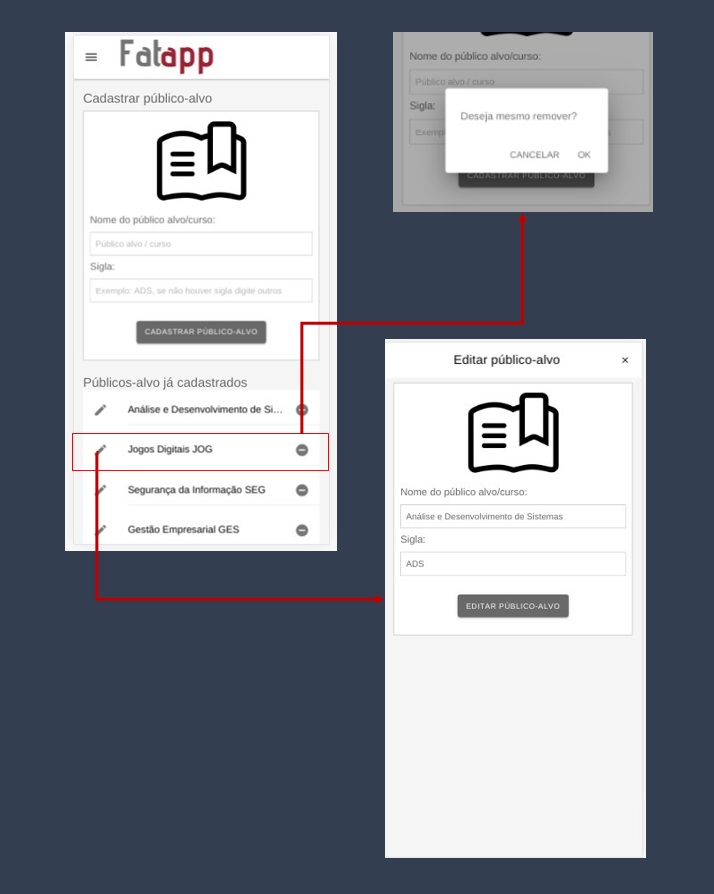 Fatapp
Cadastrar público-alvo
Nome do público alvo/curso:
Público alvo / curso
Sigla:
Exemplo: ADS, se não houver sigla digite outros
CADASTRAR PÚBLICO-ALVO
Públicos-alvo já cadastrados
Análise e Desenvolvimento de Si...
Jogos Digitais JOG
Segurança da Informação SEG
Gestão Empresarial GES
Nome do público alvo/curso:
Público alvo / curso
Sigla:
Deseja mesmo remover?
CANCELAR OK
CADASTRAR PÚBLICO-ALVO
Editar público-alvo ×
Nome do público alvo/curso:
Análise e Desenvolvimento de Sistemas
Sigla:
ADS
EDITAR PÚBLICO-ALVO